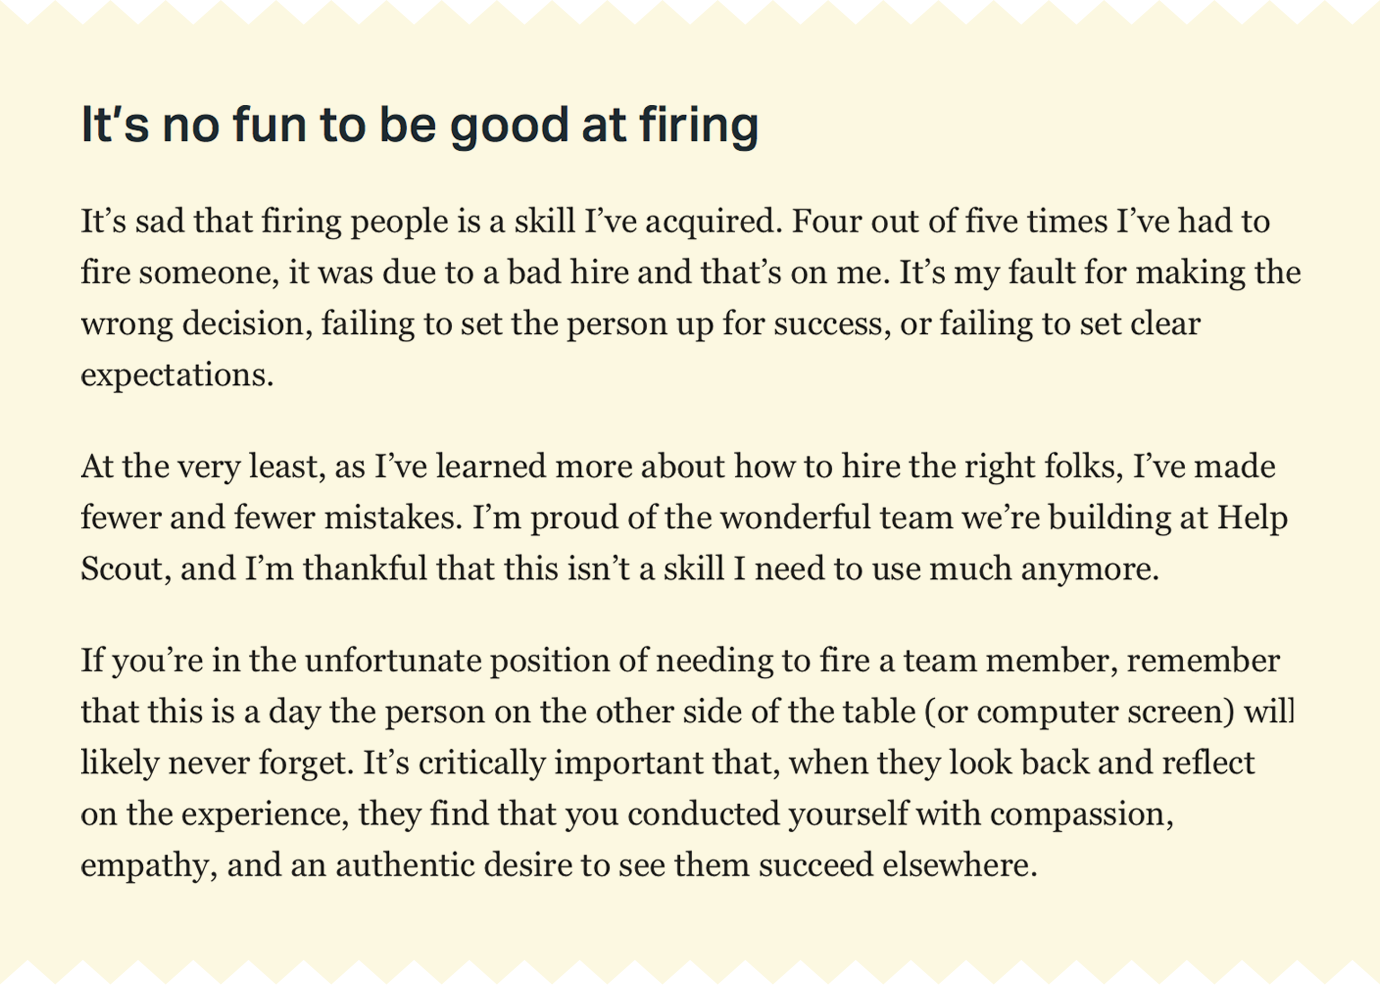 It’s no fun to be good at firing
It’s sad that firing people is a skill I’ve acquired. Four out of five times I’ve had to
fire someone, it was due to a bad hire and that’s on me. It’s my fault for making the
wrong decision, failing to set the person up for success, or failing to set clear
expectations.
At the very least, as I’ve learned more about how to hire the right folks, I’ve made
fewer and fewer mistakes. I’m proud of the wonderful team we’re building at Help
Scout, and I’m thankful that this isn’t a skill I need to use much anymore.
If you’re in the unfortunate position of needing to fire a team member, remember
that this is a day the person on the other side of the table (or computer screen) will
likely never forget. It’s critically important that, when they look back and reflect
on the experience, they find that you conducted yourself with compassion,
empathy, and an authentic desire to see them succeed elsewhere.